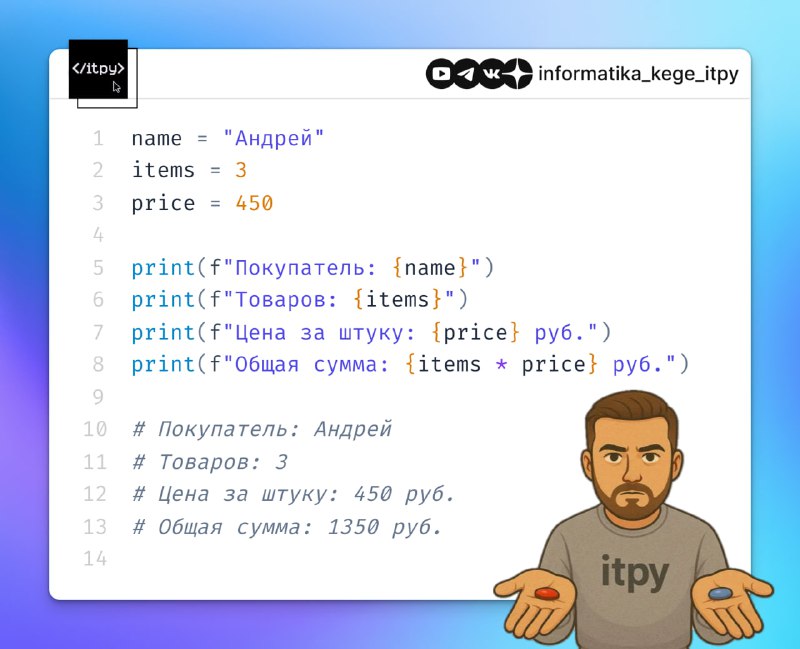 </itpy>
informatika_kege_itpy
1 name = "Андрей"
2 items = 3
3 price = 450
4
5 print(f"Покупатель: {name}")
6 print(f"Товаров: {items}")
7 print(f"Цена за штуку: {price} руб.")
8 print(f"Общая сумма: {items * price} руб.")
9
10 # Покупатель: Андрей
11 # Товаров: 3
12 # Цена за штуку: 450 руб.
13 # Общая сумма: 1350 руб.
14
itpy